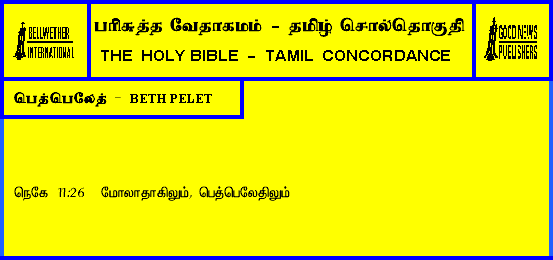 BELLWETHER
INTERNATIONAL
பரிசுத்த வேதாகமம் - தமிழ் சொல்தொகுதி
THE HOLY BIBLE - TAMIL CONCORDANCE
GOOD NEWS
PUBLISHERS
பெத்பெலேத் - BETH PELET
நெகே 11:26 மோலாதாகிலும், பெத்பெலேதிலும்